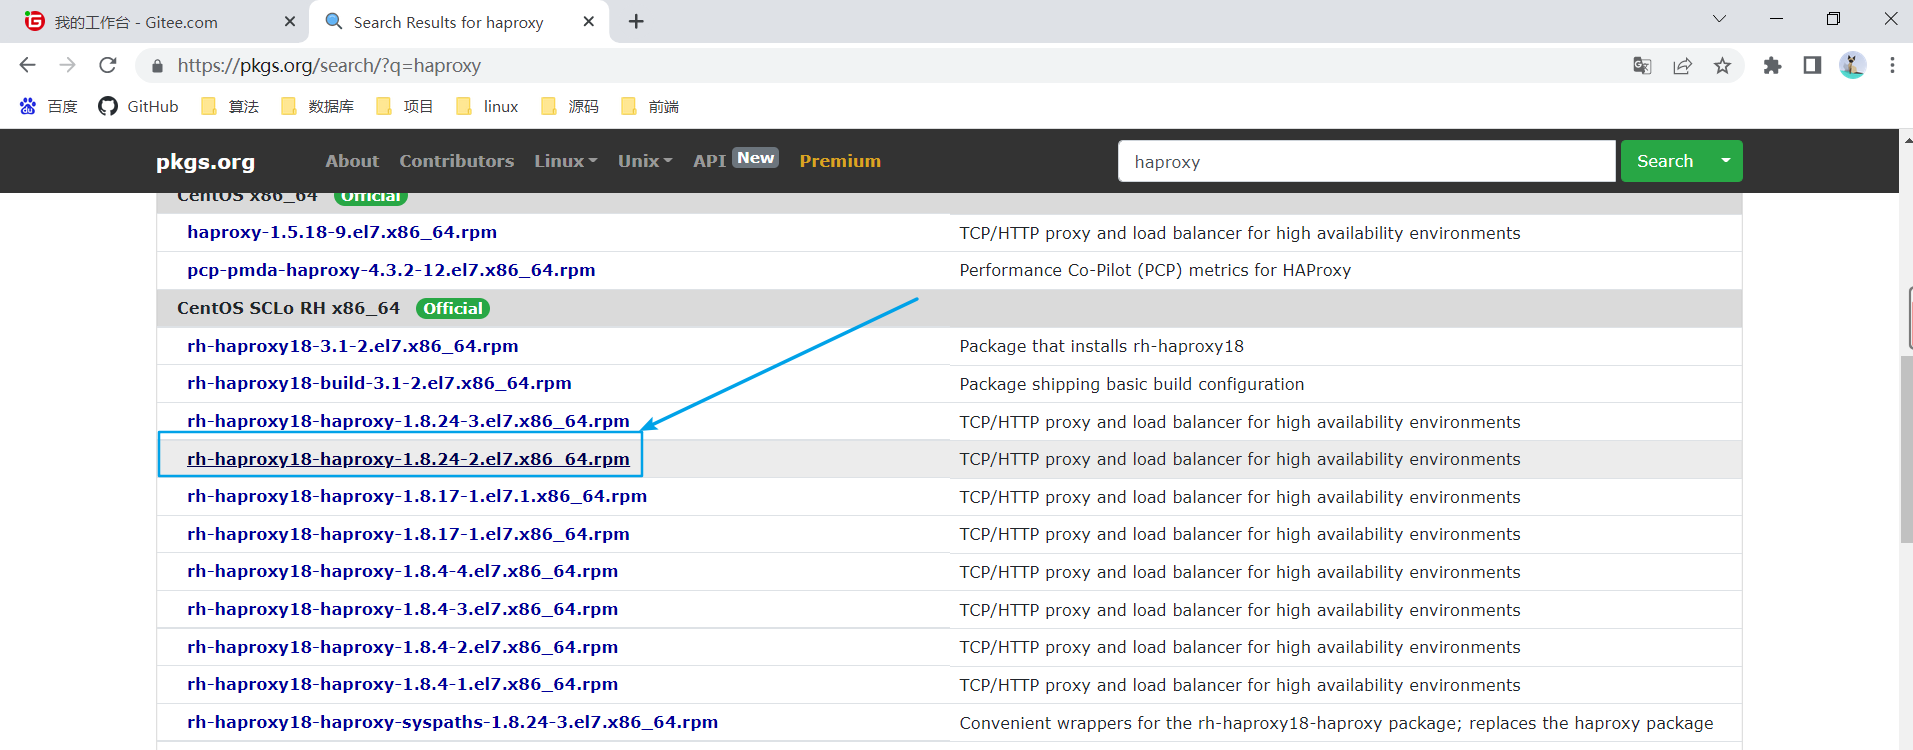 我的工作台 - Gitee.com
Search Results for haproxy
https://pkgs.org/search/?q=haproxy
百度 GitHub 算法 数据库 项目 linux 源码 前端
pkgs.org About Contributors Linux Unix API New Premium haproxy Search
CentOS x86_64 Official
haproxy-1.5.18-9.el7.x86_64.rpm TCP/HTTP proxy and load balancer for high availability environments
pcp-pmda-haproxy-4.3.2-12.el7.x86_64.rpm Performance Co-Pilot (PCP) metrics for HAProxy
CentOS SCLo RH x86_64 Official
rh-haproxy18-3.1-2.el7.x86_64.rpm Package that installs rh-haproxy18
rh-haproxy18-build-3.1-2.el7.x86_64.rpm Package shipping basic build configuration
rh-haproxy18-haproxy-1.8.24-3.el7.x86_64.rpm TCP/HTTP proxy and load balancer for high availability environments
rh-haproxy18-haproxy-1.8.24-2.el7.x86_64.rpm TCP/HTTP proxy and load balancer for high availability environments
rh-haproxy18-haproxy-1.8.17-1.el7.1.x86_64.rpm TCP/HTTP proxy and load balancer for high availability environments
rh-haproxy18-haproxy-1.8.17-1.el7.x86_64.rpm TCP/HTTP proxy and load balancer for high availability environments
rh-haproxy18-haproxy-1.8.4-4.el7.x86_64.rpm TCP/HTTP proxy and load balancer for high availability environments
rh-haproxy18-haproxy-1.8.4-3.el7.x86_64.rpm TCP/HTTP proxy and load balancer for high availability environments
rh-haproxy18-haproxy-1.8.4-2.el7.x86_64.rpm TCP/HTTP proxy and load balancer for high availability environments
rh-haproxy18-haproxy-1.8.4-1.el7.x86_64.rpm TCP/HTTP proxy and load balancer for high availability environments
rh-haproxy18-haproxy-syspaths-1.8.24-3.el7.x86_64.rpm Convenient wrappers for the rh-haproxy18-haproxy package; replaces the haproxy package